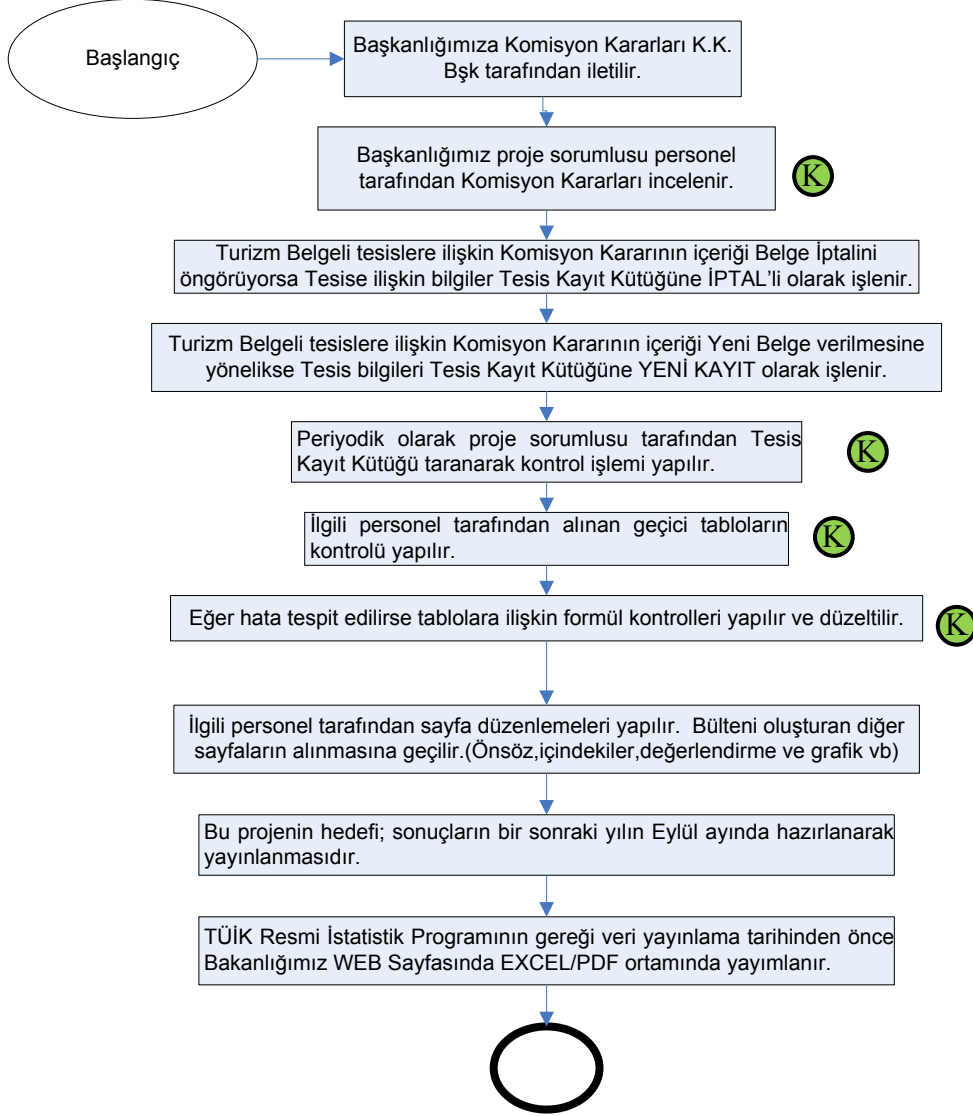 Başlangıç
Başkanlığımıza Komisyon Kararları K.K.
Bşk tarafından iletilir.
Başkanlığımız proje sorumlusu personel
tarafından Komisyon Kararları incelenir.
K
Turizm Belgeli tesislere ilişkin Komisyon Kararının içeriği Belge İptalini
öngörüyorsa Tesise ilişkin bilgiler Tesis Kayıt Kütüğüne İPTAL’li olarak işlenir.
Turizm Belgeli tesislere ilişkin Komisyon Kararının içeriği Yeni Belge verilmesine
yönelikse Tesis bilgileri Tesis Kayıt Kütüğüne YENİ KAYIT olarak işlenir.
Periyodik olarak proje sorumlusu tarafından Tesis
Kayıt Kütüğü taranarak kontrol işlemi yapılır.
K
İlgili personel tarafından alınan geçici tabloların
kontrolü yapılır.
K
Eğer hata tespit edilirse tablolara ilişkin formül kontrolleri yapılır ve düzeltilir.
K
İlgili personel tarafından sayfa düzenlemeleri yapılır. Bülteni oluşturan diğer
sayfaların alınmasına geçilir.(Önsöz,içindekiler,değerlendirme ve grafik vb)
Bu projenin hedefi; sonuçların bir sonraki yılın Eylül ayında hazırlanarak
yayınlanmasıdır.
TÜİK Resmi İstatistik Programının gereği veri yayınlama tarihinden önce
Bakanlığımız WEB Sayfasında EXCEL/PDF ortamında yayımlanır.